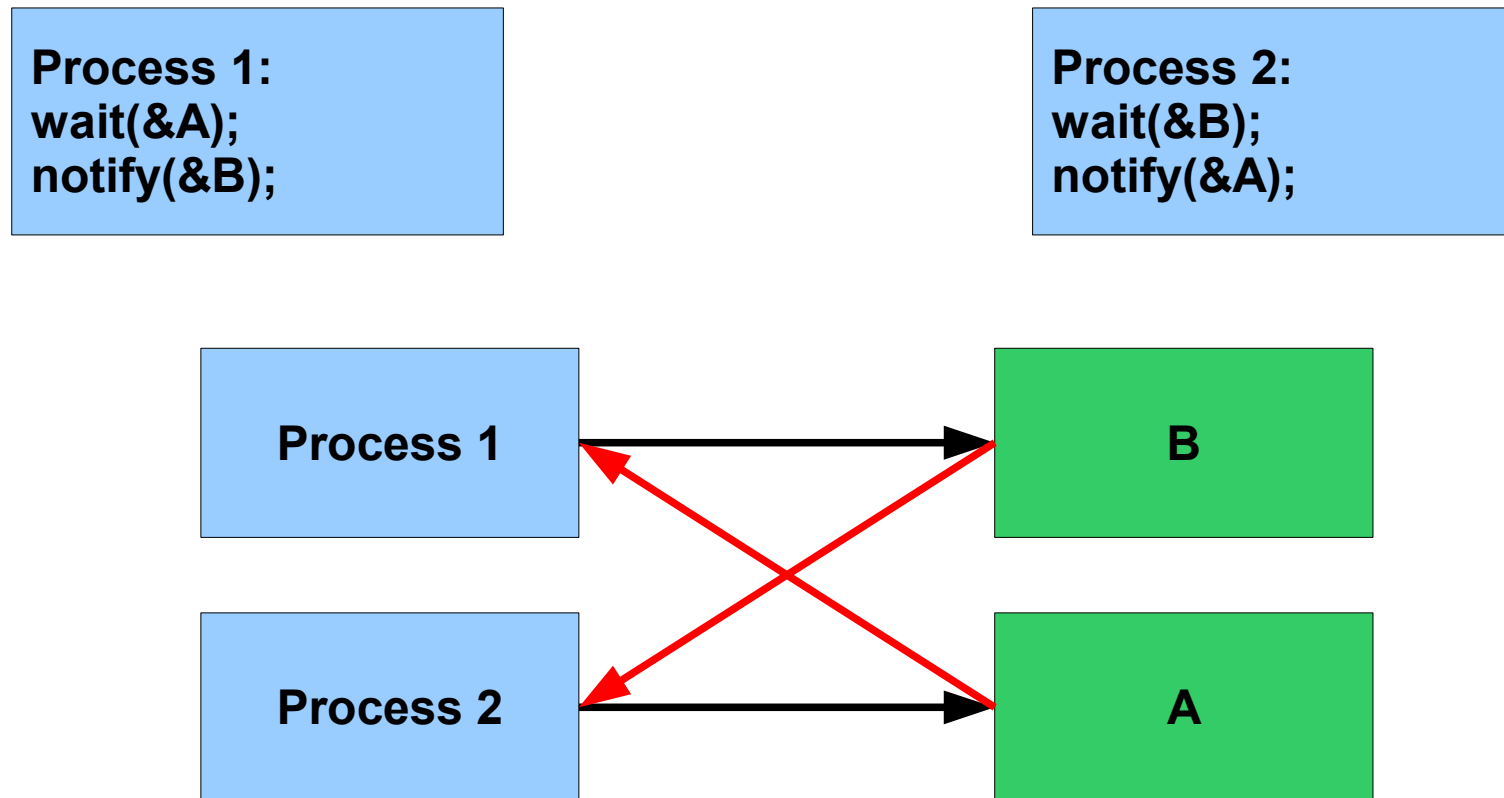 Process 1:
wait(&A);
notify(&B);
Process 2:
wait(&B);
notify(&A);
Process 1
B
Process 2
A